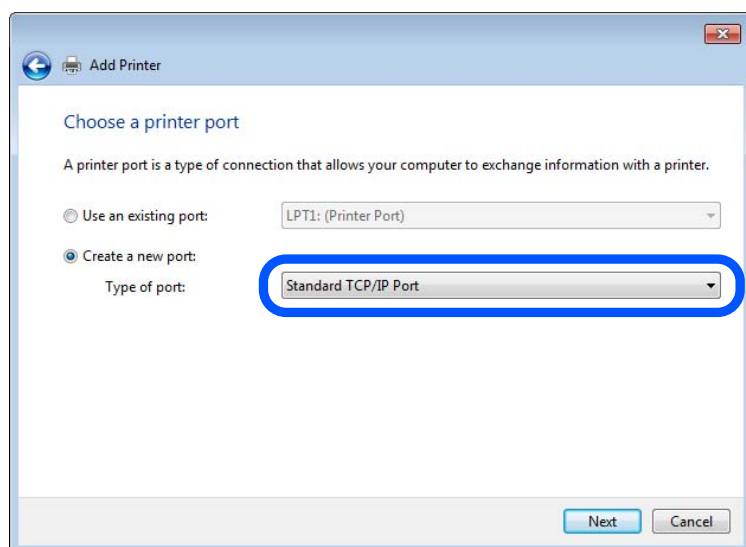 Add Printer
Choose a printer port
A printer port is a type of connection that allows your computer to exchange information with a printer.
Use an existing port: LPT1: (Printer Port)
Create a new port:
Type of port: Standard TCP/IP Port
Next Cancel